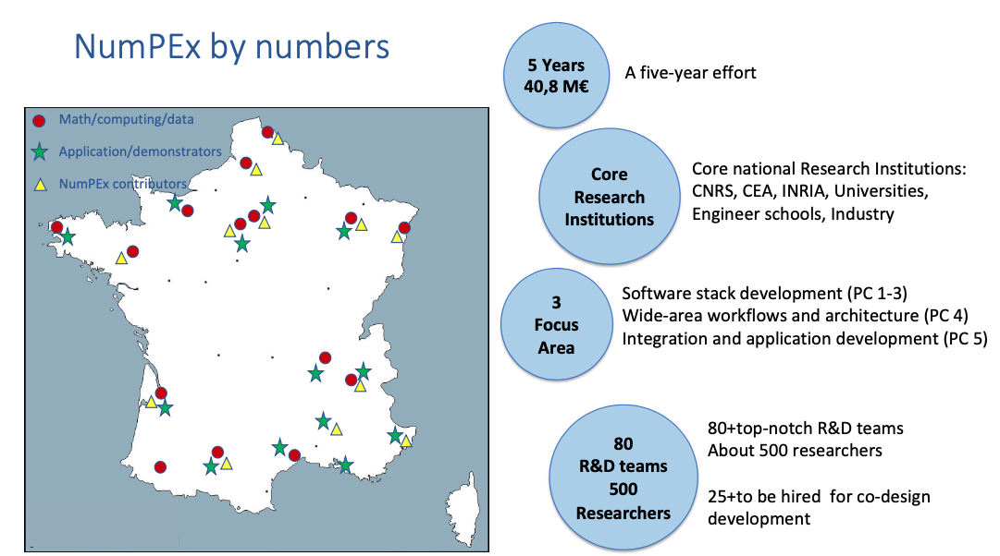 NumPEx by numbers
Math/computing/data
Application/demonstrators
NumPEx contributors
5 Years
40,8 M€
A five-year effort
Core
Research
Institutions
Core national Research Institutions:
CNRS, CEA, INRIA, Universities,
Engineer schools, Industry
3
Focus
Area
Software stack development (PC 1-3)
Wide-area workflows and architecture (PC 4)
Integration and application development (PC 5)
80
R&D teams
500
Researchers
80+top-notch R&D teams
About 500 researchers
25+to be hired for co-design
development